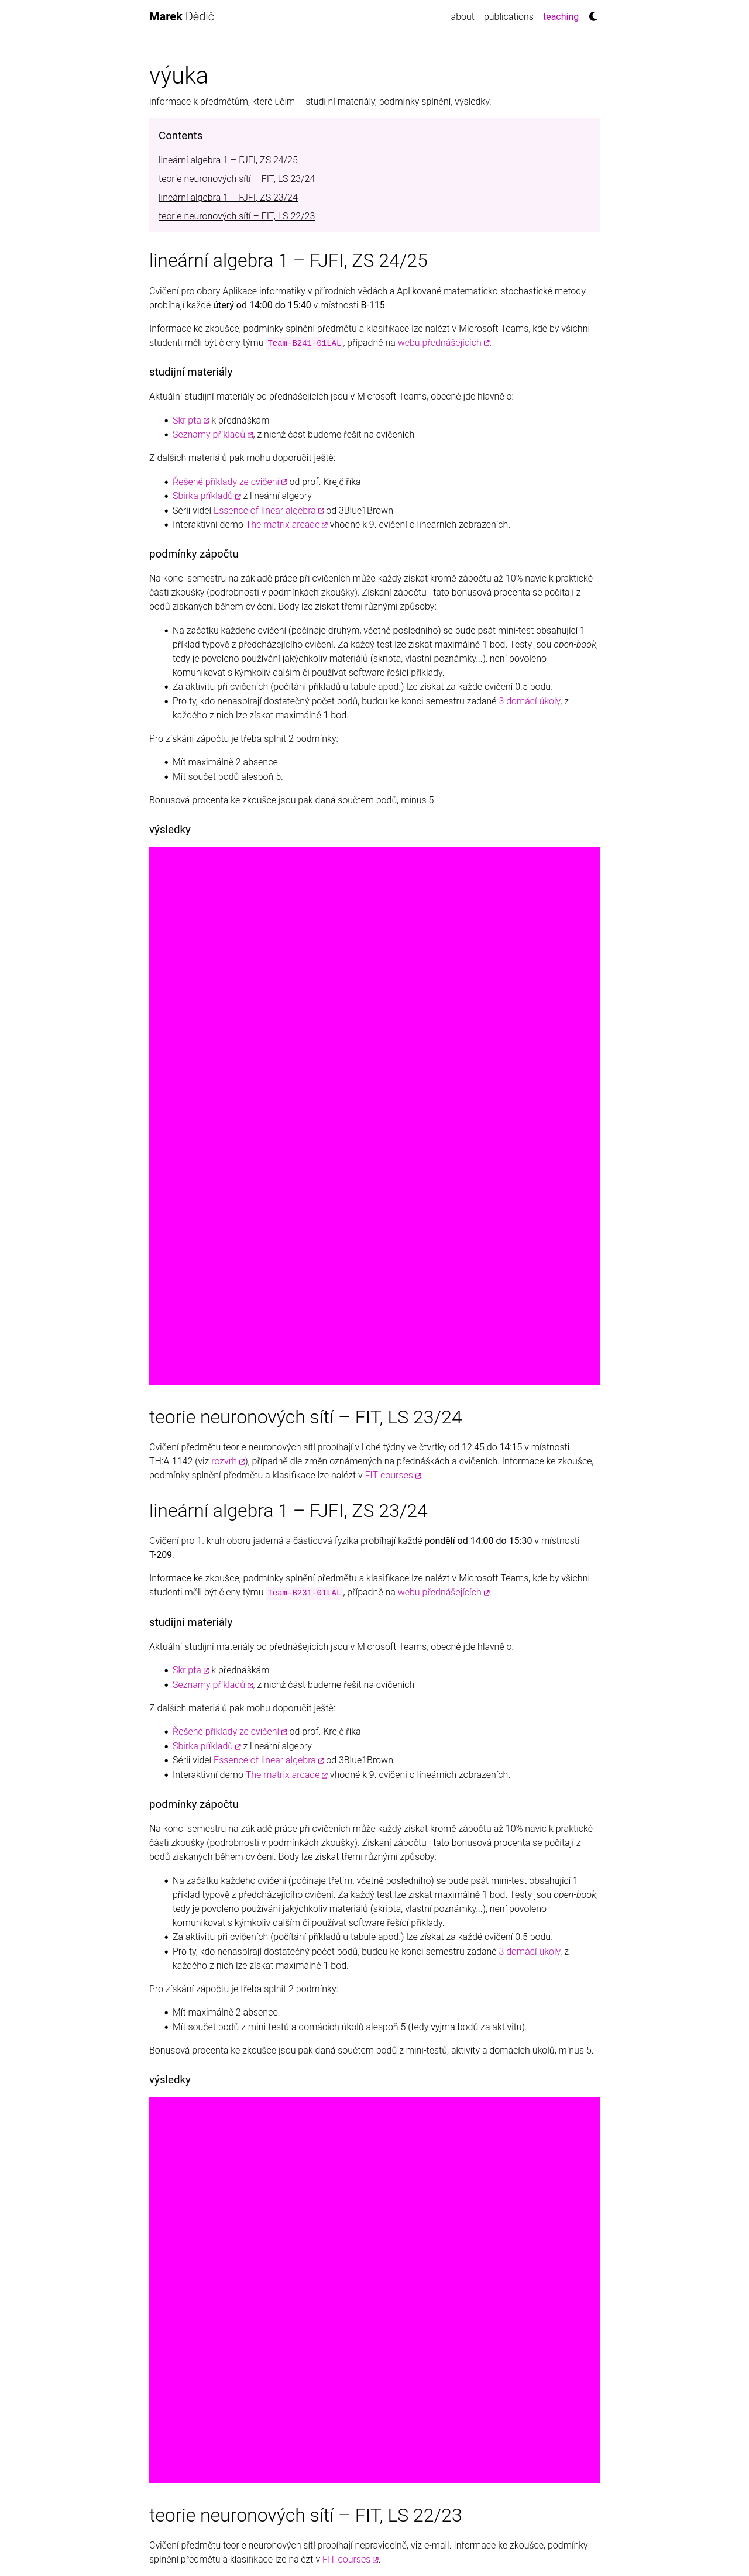 Marek Dědič
about publications teaching
výuka
informace k předmětům, které učím – studijní materiály, podmínky splnění, výsledky.
Contents
lineární algebra 1 – FJFI, ZS 24/25
teorie neuronových sítí – FIT, LS 23/24
lineární algebra 1 – FJFI, ZS 23/24
teorie neuronových sítí – FIT, LS 22/23
lineární algebra 1 – FJFI, ZS 24/25
Cvičení pro obory Aplikace informatiky v přírodních vědách a Aplikované matematicko-stochastické metody
probíhají každé úterý od 14:00 do 15:40 v místnosti B-115.
Informace ke zkoušce, podmínky splnění předmětu a klasifikace lze nalézt v Microsoft Teams, kde by všichni
studenti měli být členy týmu Team-B241-01LAL, případně na webu přednášejících.
studijní materiály
Aktuální studijní materiály od přednášejících jsou v Microsoft Teams, obecně jde hlavně o:
Skripta k přednáškám
Seznamy příkladů, z nichž část budeme řešit na cvičeních
Z dalších materiálů pak mohu doporučit ještě:
Řešené příklady ze cvičení od prof. Krejčiříka
Sbírka příkladů z lineární algebry
Sérii videí Essence of linear algebra od 3Blue1Brown
Interaktivní demo The matrix arcade vhodné k 9. cvičení o lineárních zobrazeních.
podmínky zápočtu
Na konci semestru na základě práce při cvičeních může každý získat kromě zápočtu až 10% navíc k praktické
části zkoušky (podrobnosti v podmínkách zkoušky). Získání zápočtu i tato bonusová procenta se počítají z
bodů získaných během cvičení. Body lze získat třemi různými způsoby:
Na začátku každého cvičení (počínaje druhým, včetně posledního) se bude psát mini-test obsahující 1
příklad typově z předcházejícího cvičení. Za každý test lze získat maximálně 1 bod. Testy jsou open-book,
tedy je povoleno používání jakýchkoliv materiálů (skripta, vlastní poznámky...), není povoleno
komunikovat s kýmkoliv dalším či používat software řešící příklady.
Za aktivitu při cvičeních (počítání příkladů u tabule apod.) lze získat za každé cvičení 0.5 bodu.
Pro ty, kdo nenasbírají dostatečný počet bodů, budou ke konci semestru zadané 3 domácí úkoly, z
každého z nich lze získat maximálně 1 bod.
Pro získání zápočtu je třeba splnit 2 podmínky:
Mít maximálně 2 absence.
Mít součet bodů alespoň 5.
Bonusová procenta ke zkoušce jsou pak daná součtem bodů, mínus 5.
výsledky
teorie neuronových sítí – FIT, LS 23/24
Cvičení předmětu teorie neuronových sítí probíhají v liché týdny ve čtvrtky od 12:45 do 14:15 v místnosti
TH:A-1142 (viz rozvrh), případně dle změn oznámených na přednáškách a cvičeních. Informace ke zkoušce,
podmínky splnění předmětu a klasifikace lze nalézt v FIT courses.
lineární algebra 1 – FJFI, ZS 23/24
Cvičení pro 1. kruh oboru jaderná a částicová fyzika probíhají každé pondělí od 14:00 do 15:30 v místnosti
T-209.
Informace ke zkoušce, podmínky splnění předmětu a klasifikace lze nalézt v Microsoft Teams, kde by všichni
studenti měli být členy týmu Team-B231-01LAL, případně na webu přednášejících.
studijní materiály
Aktuální studijní materiály od přednášejících jsou v Microsoft Teams, obecně jde hlavně o:
Skripta k přednáškám
Seznamy příkladů, z nichž část budeme řešit na cvičeních
Z dalších materiálů pak mohu doporučit ještě:
Řešené příklady ze cvičení od prof. Krejčiříka
Sbírka příkladů z lineární algebry
Sérii videí Essence of linear algebra od 3Blue1Brown
Interaktivní demo The matrix arcade vhodné k 9. cvičení o lineárních zobrazeních.
podmínky zápočtu
Na konci semestru na základě práce při cvičeních může každý získat kromě zápočtu až 10% navíc k praktické
části zkoušky (podrobnosti v podmínkách zkoušky). Získání zápočtu i tato bonusová procenta se počítají z
bodů získaných během cvičení. Body lze získat třemi různými způsoby:
Na začátku každého cvičení (počínaje třetím, včetně posledního) se bude psát mini-test obsahující 1
příklad typově z předcházejícího cvičení. Za každý test lze získat maximálně 1 bod. Testy jsou open-book,
tedy je povoleno používání jakýchkoliv materiálů (skripta, vlastní poznámky...), není povoleno
komunikovat s kýmkoliv dalším či používat software řešící příklady.
Za aktivitu při cvičeních (počítání příkladů u tabule apod.) lze získat za každé cvičení 0.5 bodu.
Pro ty, kdo nenasbírají dostatečný počet bodů, budou ke konci semestru zadané 3 domácí úkoly, z
každého z nich lze získat maximálně 1 bod.
Pro získání zápočtu je třeba splnit 2 podmínky:
Mít maximálně 2 absence.
Mít součet bodů z mini-testů a domácích úkolů alespoň 5 (tedy vyjma bodů za aktivitu).
Bonusová procenta ke zkoušce jsou pak daná součtem bodů z mini-testů, aktivity a domácích úkolů, mínus 5.
výsledky
teorie neuronových sítí – FIT, LS 22/23
Cvičení předmětu teorie neuronových sítí probíhají nepravidelně, viz e-mail. Informace ke zkoušce, podmínky
splnění předmětu a klasifikace lze nalézt v FIT courses.